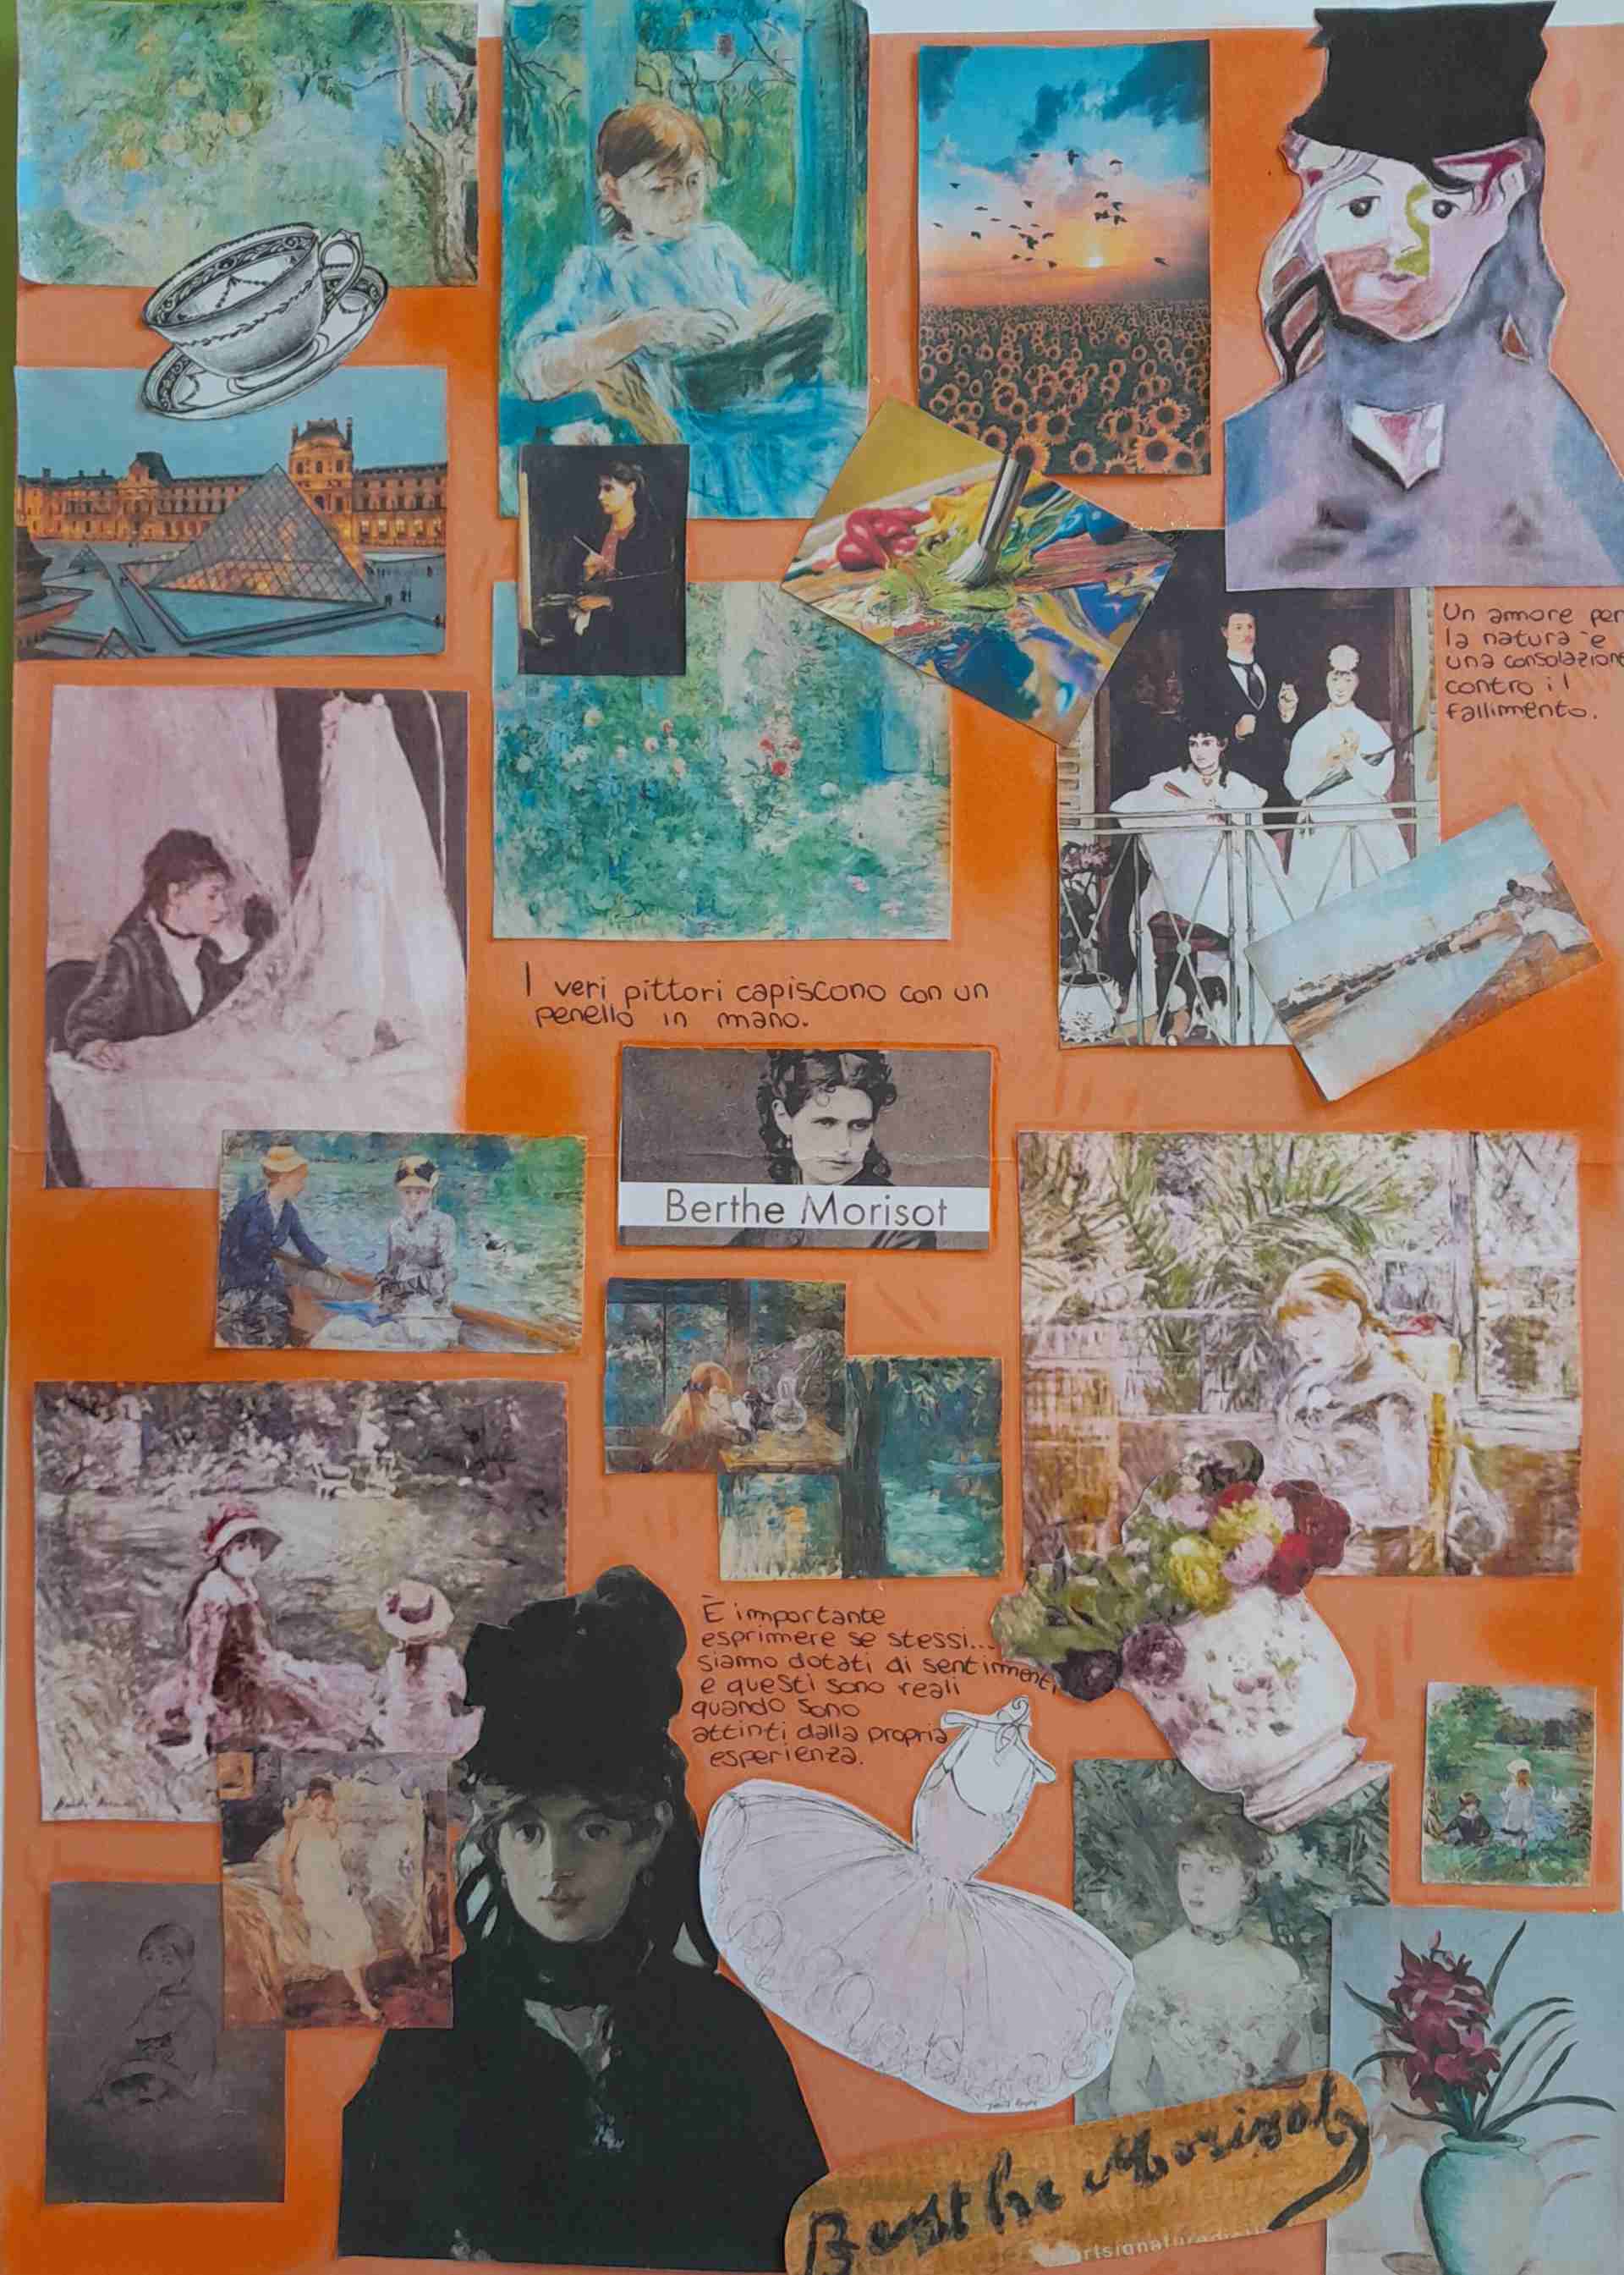 Un amore per
la natura e
una consolazione
contro il
fallimento.
I veri pittori capiscono con un
penello in mano.
Berthe Morisot
È importante
esprimere se stessi...
siamo dotati di sentimenti
e questi sono reali
quando sono
attinti dalla propria
esperienza.
Berthe Morisot